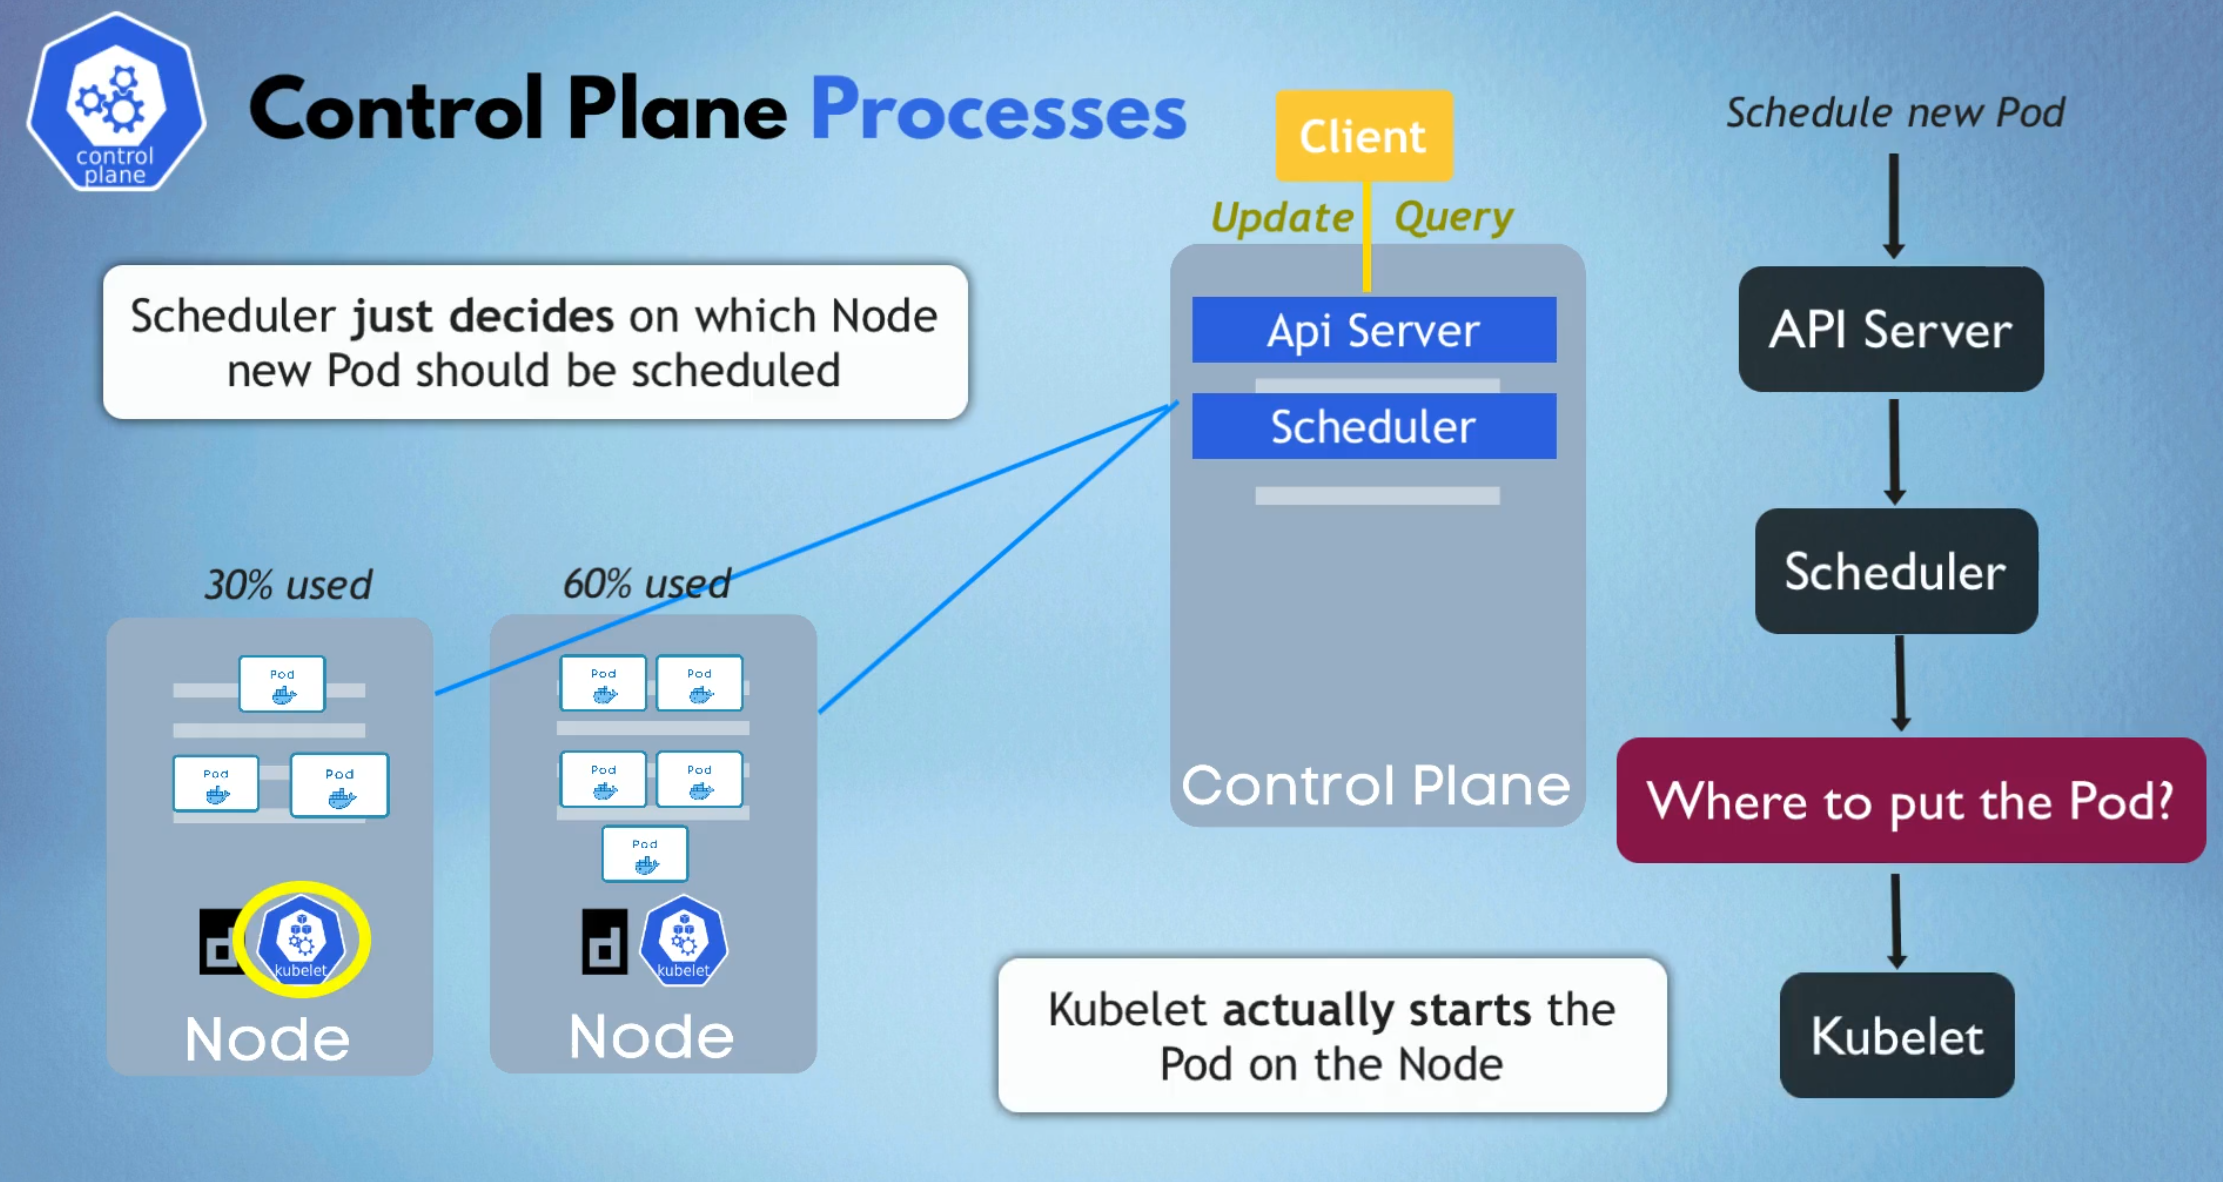 control
plane
Control Plane Processes
Client
Update Query
Schedule new Pod
Scheduler just decides on which Node
new Pod should be scheduled
Api Server
Scheduler
Control Plane
API Server
Scheduler
Where to put the Pod?
Kubelet
30% used
Pod
Pod
Pod
d
kubelet
Node
60% used
Pod
Pod
Pod
Pod
Pod
d
kubelet
Node
Kubelet actually starts the
Pod on the Node